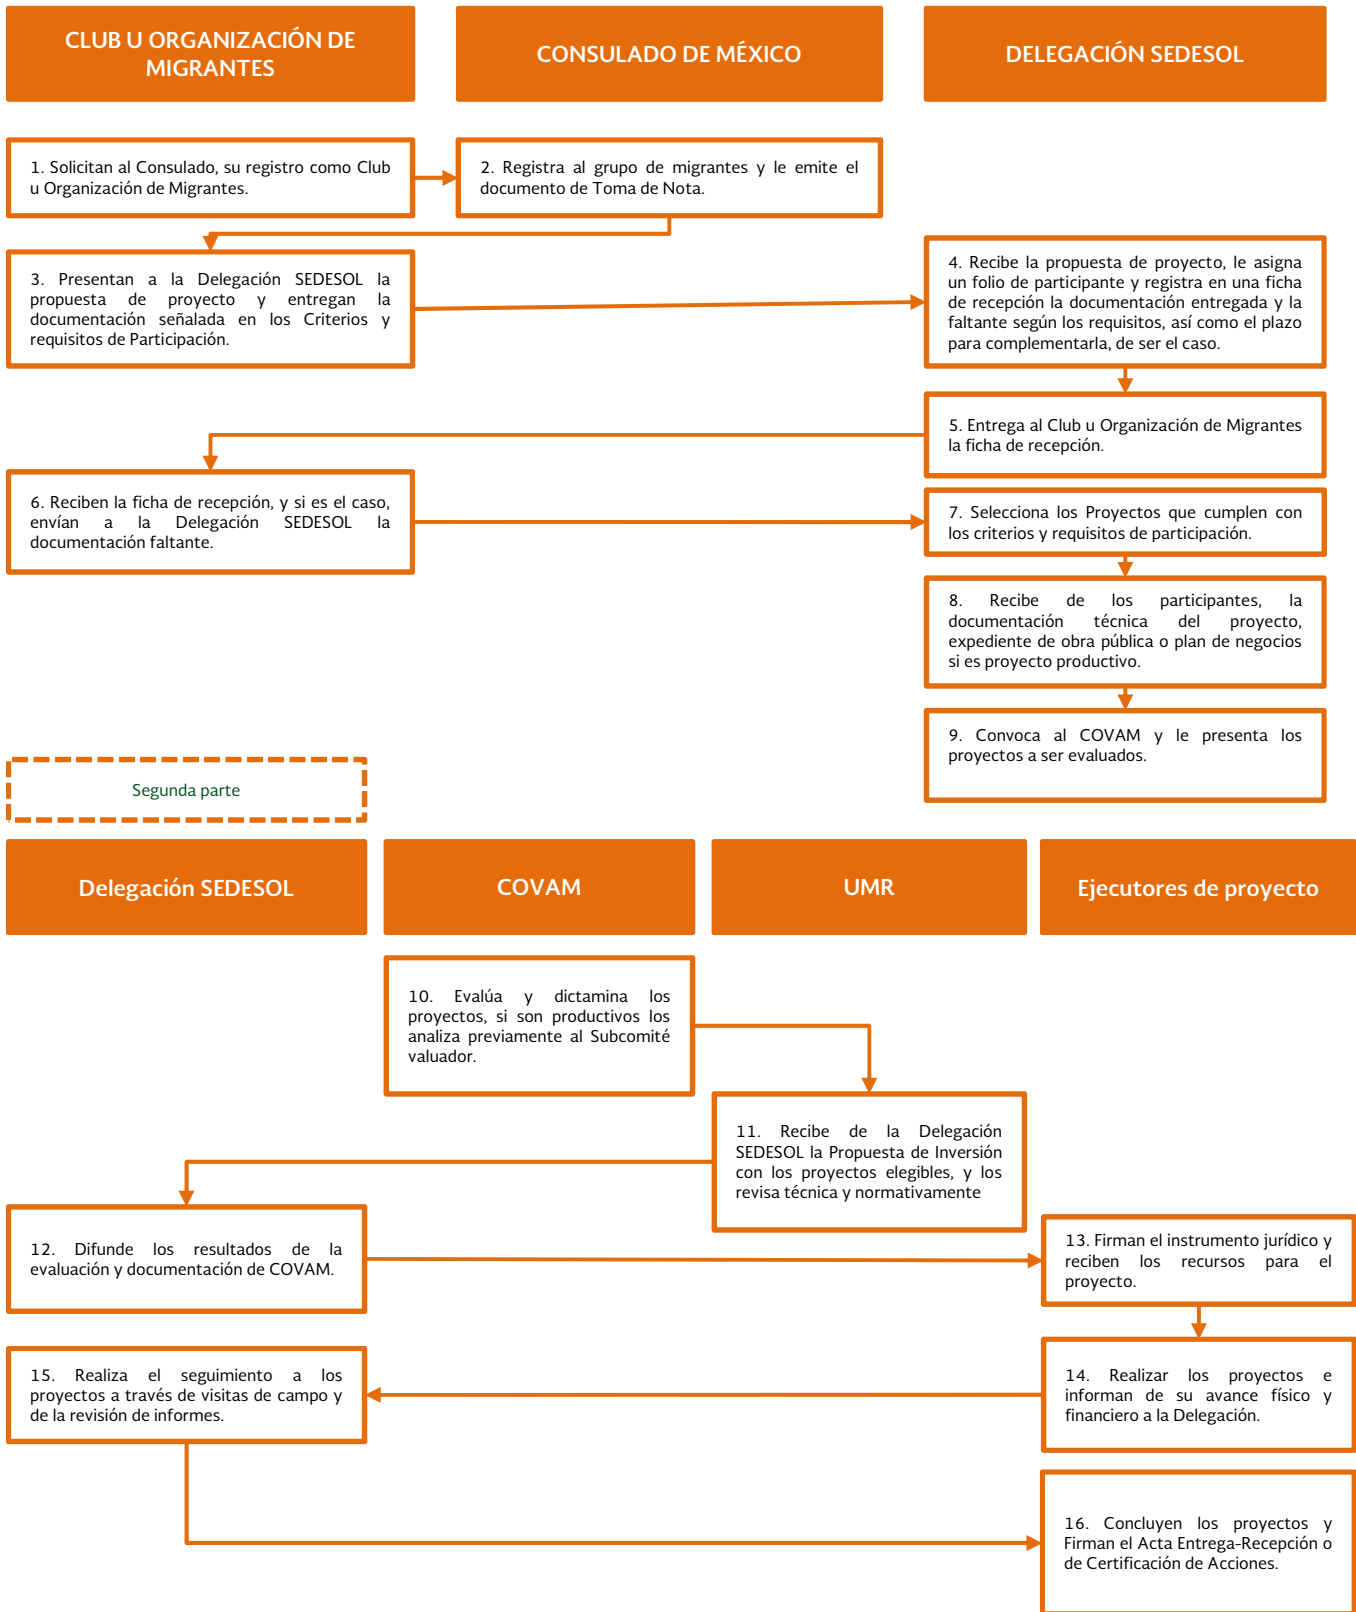 CLUB U ORGANIZACIÓN DE
MIGRANTES
CONSULADO DE MÉXICO
DELEGACIÓN SEDESOL
1. Solicitan al Consulado, su registro como Club
u Organización de Migrantes.
2. Registra al grupo de migrantes y le emite el
documento de Toma de Nota.
3. Presentan a la Delegación SEDESOL la
propuesta de proyecto y entregan la
documentación señalada en los Criterios y
requisitos de Participación.
4. Recibe la propuesta de proyecto, le asigna
un folio de participante y registra en una ficha
de recepción la documentación entregada y la
faltante según los requisitos, así como el plazo
para complementarla, de ser el caso.
5. Entrega al Club u Organización de Migrantes
la ficha de recepción.
6. Reciben la ficha de recepción, y si es el caso,
envían a la Delegación SEDESOL la
documentación faltante.
7. Selecciona los Proyectos que cumplen con
los criterios y requisitos de participación.
8. Recibe de los participantes, la
documentación técnica del proyecto,
expediente de obra pública o plan de negocios
si es proyecto productivo.
9. Convoca al COVAM y le presenta los
proyectos a ser evaluados.
Segunda parte
Delegación SEDESOL
COVAM
UMR
Ejecutores de proyecto
10. Evalúa y dictamina los
proyectos, si son productivos los
analiza previamente al Subcomité
valuador.
11. Recibe de la Delegación
SEDESOL la Propuesta de Inversión
con los proyectos elegibles, y los
revisa técnica y normativamente
12. Difunde los resultados de la
evaluación y documentación de COVAM.
13. Firman el instrumento jurídico y
reciben los recursos para el
proyecto.
14. Realizar los proyectos e
informan de su avance físico y
financiero a la Delegación.
15. Realiza el seguimiento a los
proyectos a través de visitas de campo y
de la revisión de informes.
16. Concluyen los proyectos y
Firman el Acta Entrega-Recepción o
de Certificación de Acciones.